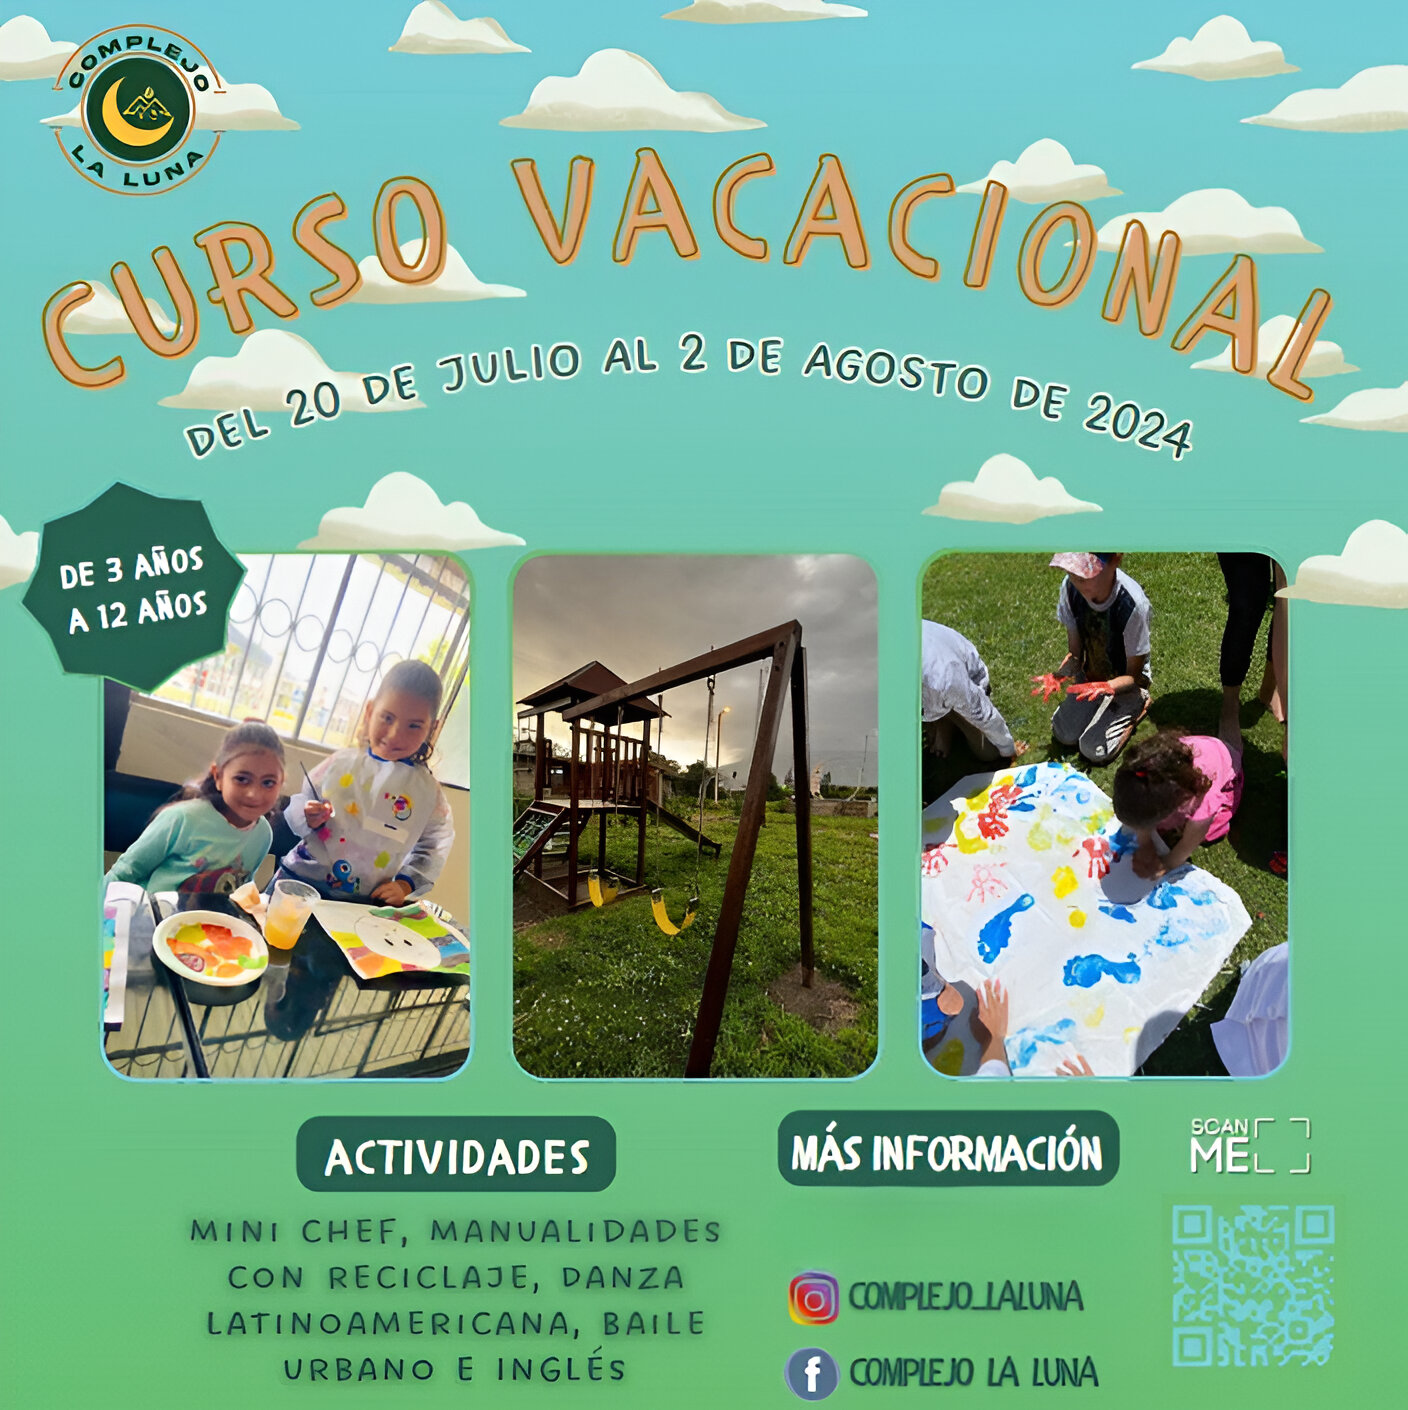 COMPLEJO
LA LUNA
CURSO VACACIONAL
DEL 20 DE JULIO AL 2 DE AGOSTO DE 2024
DE 3 AÑOS
A 12 AÑOS
ACTIVIDADES
MINI CHEF, MANUALIDADES
CON RECICLAJE, DANZA
LATINOAMERICANA, BAILE
URBANO E INGLÉS
MÁS INFORMACIÓN
COMPLEJO_LALUNA
COMPLEJO LA LUNA
SCAN
ME